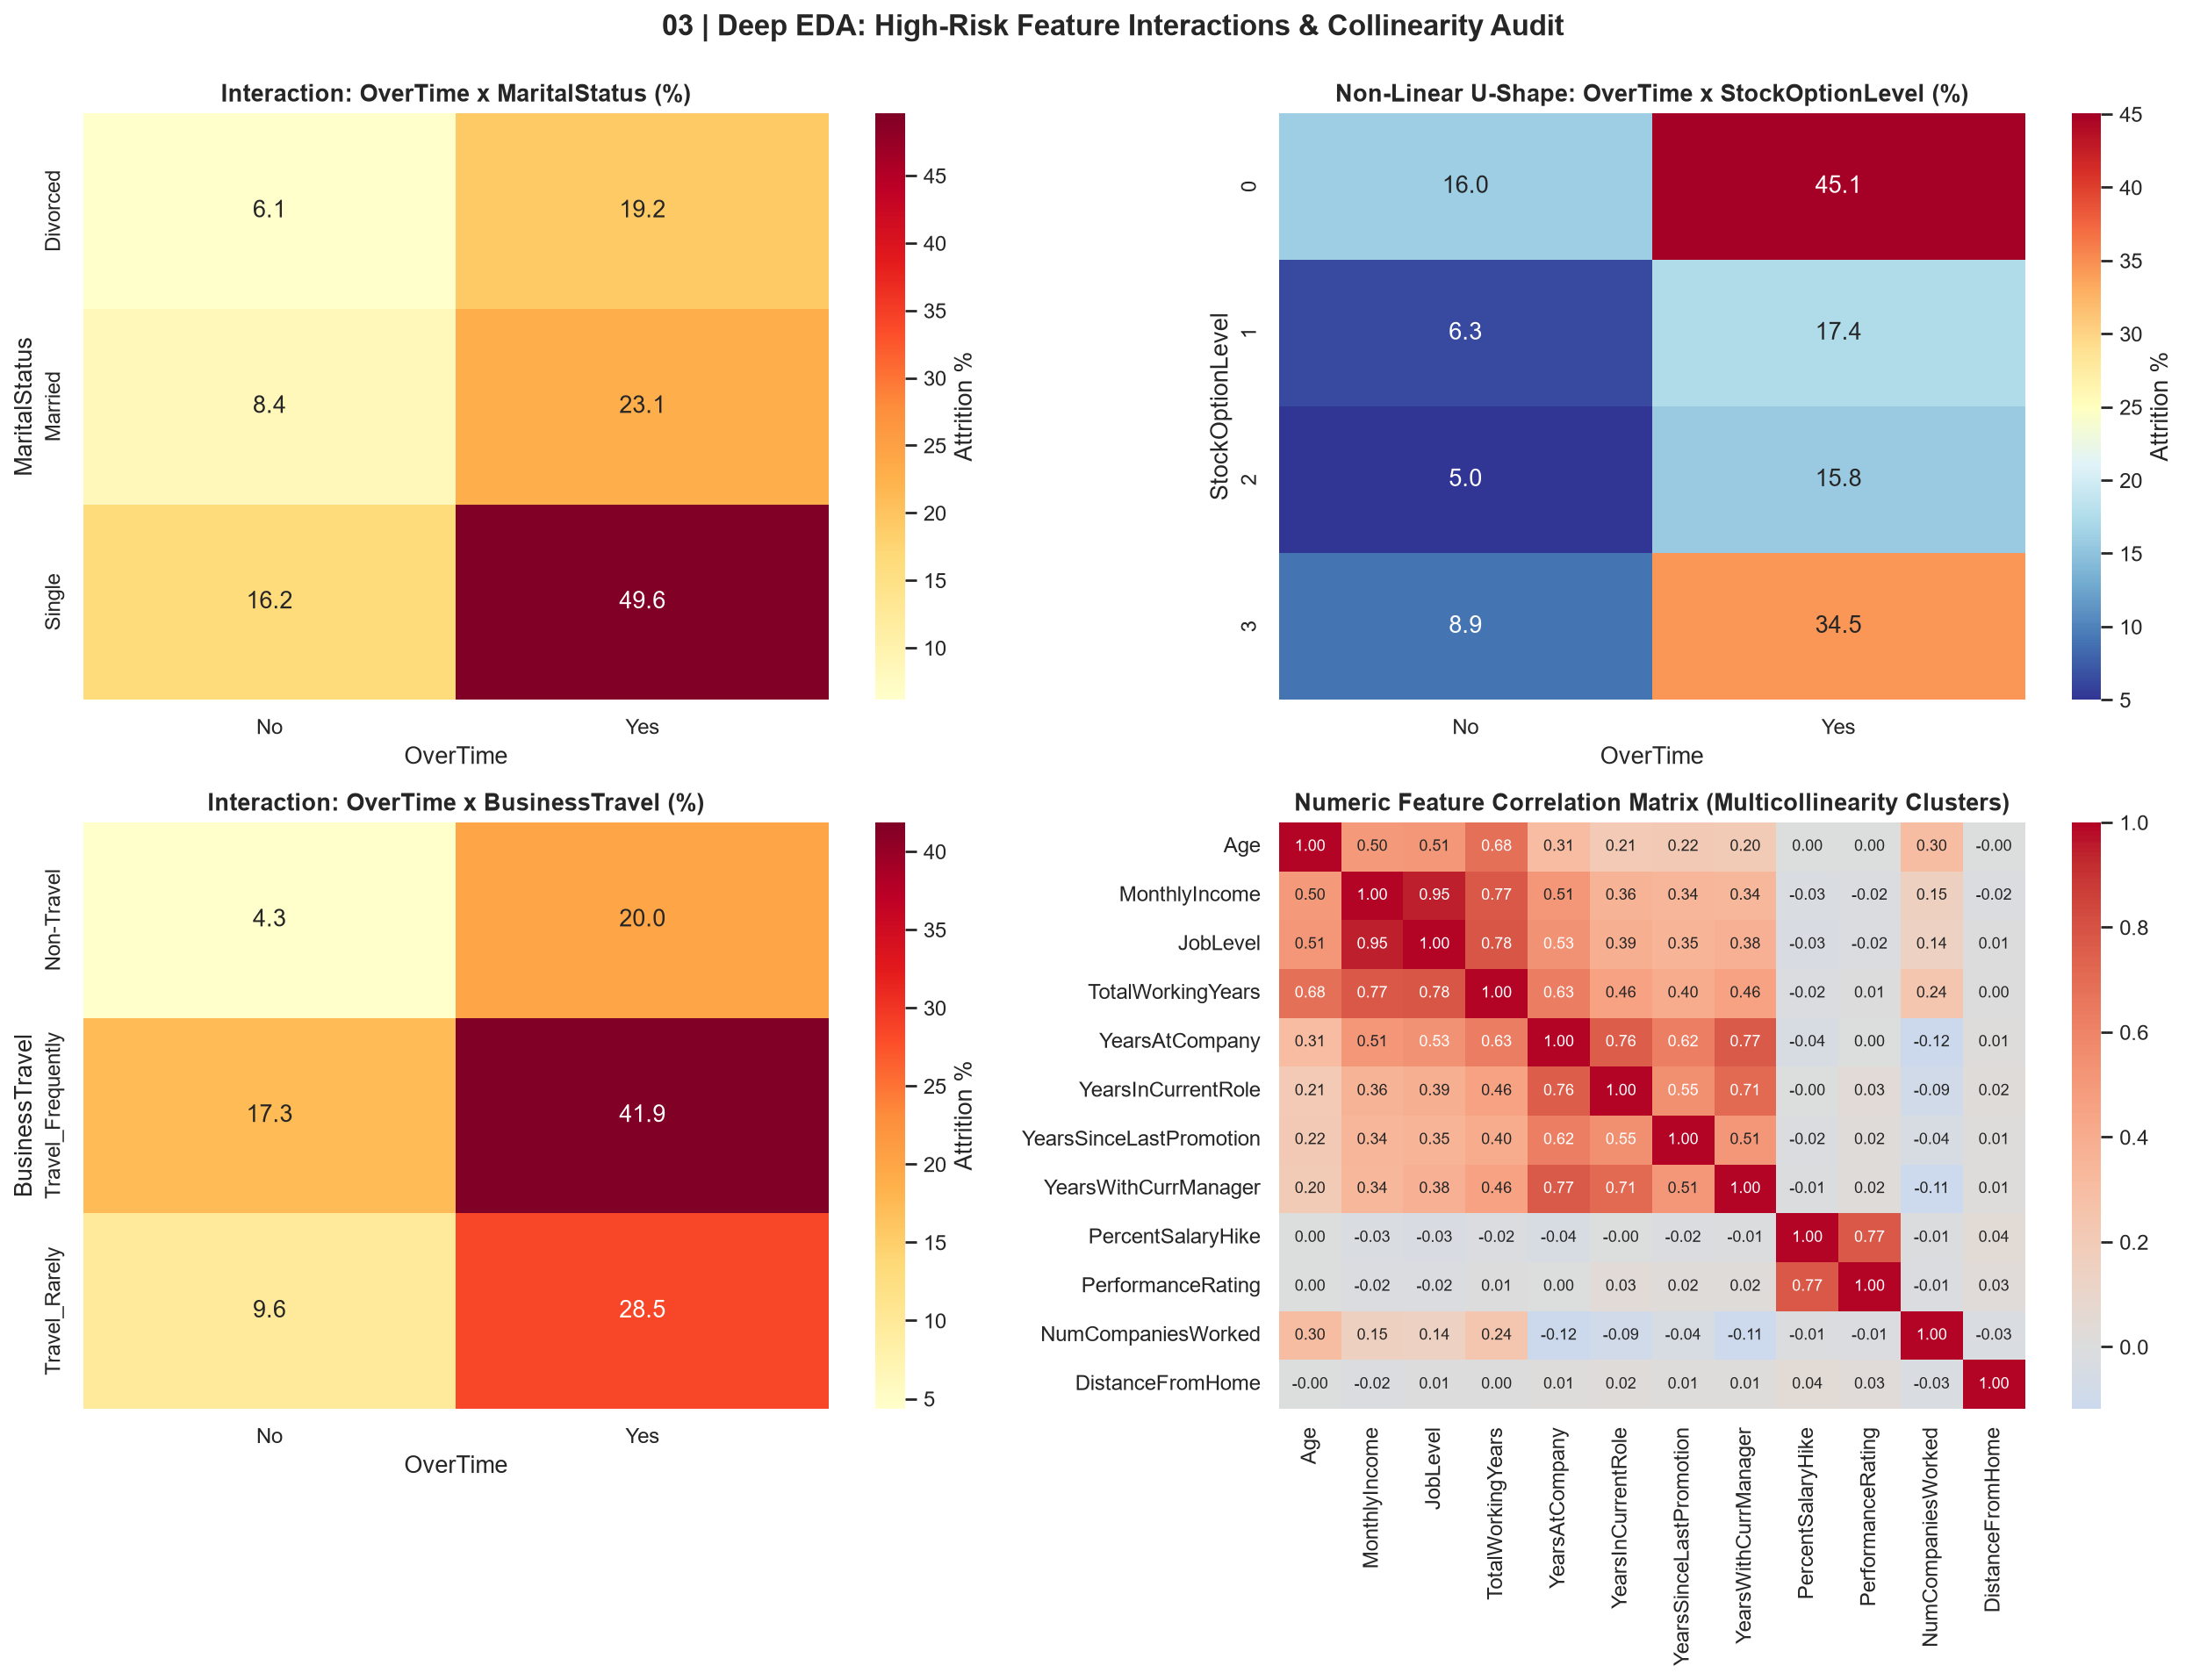 03 | Deep EDA: High-Risk Feature Interactions & Collinearity Audit
Interaction: OverTime x MaritalStatus (%)
MaritalStatus
Divorced
Married
Single
6.1 19.2
8.4 23.1
16.2 49.6
No Yes
OverTime
45
40
35
30
25
20
15
10
Attrition %
Non-Linear U-Shape: OverTime x StockOptionLevel (%)
StockOptionLevel
0
1
2
3
16.0 45.1
6.3 17.4
5.0 15.8
8.9 34.5
No Yes
OverTime
45
40
35
30
25
20
15
10
5
Attrition %
Interaction: OverTime x BusinessTravel (%)
BusinessTravel
Non-Travel
Travel_Frequently
Travel_Rarely
4.3 20.0
17.3 41.9
9.6 28.5
No Yes
OverTime
40
35
30
25
20
15
10
5
Attrition %
Numeric Feature Correlation Matrix (Multicollinearity Clusters)
Age 1.00 0.50 0.51 0.68 0.31 0.21 0.22 0.20 0.00 0.00 0.30 -0.00
MonthlyIncome 0.50 1.00 0.95 0.77 0.51 0.36 0.34 0.34 -0.03 -0.02 0.15 -0.02
JobLevel 0.51 0.95 1.00 0.78 0.53 0.39 0.35 0.38 -0.03 -0.02 0.14 0.01
TotalWorkingYears 0.68 0.77 0.78 1.00 0.63 0.46 0.40 0.46 -0.02 0.01 0.24 0.00
YearsAtCompany 0.31 0.51 0.53 0.63 1.00 0.76 0.62 0.77 -0.04 0.00 -0.12 0.01
YearsInCurrentRole 0.21 0.36 0.39 0.46 0.76 1.00 0.55 0.71 -0.00 0.03 -0.09 0.02
YearsSinceLastPromotion 0.22 0.34 0.35 0.40 0.62 0.55 1.00 0.51 -0.02 0.02 -0.04 0.01
YearsWithCurrManager 0.20 0.34 0.38 0.46 0.77 0.71 0.51 1.00 -0.01 0.02 -0.11 0.01
PercentSalaryHike 0.00 -0.03 -0.03 -0.02 -0.04 -0.00 -0.02 -0.01 1.00 0.77 -0.01 0.04
PerformanceRating 0.00 -0.02 -0.02 0.01 0.00 0.03 0.02 0.02 0.77 1.00 -0.01 0.03
NumCompaniesWorked 0.30 0.15 0.14 0.24 -0.12 -0.09 -0.04 -0.11 -0.01 -0.01 1.00 -0.03
DistanceFromHome -0.00 -0.02 0.01 0.00 0.01 0.02 0.01 0.01 0.04 0.03 -0.03 1.00
Age
MonthlyIncome
JobLevel
TotalWorkingYears
YearsAtCompany
YearsInCurrentRole
YearsSinceLastPromotion
YearsWithCurrManager
PercentSalaryHike
PerformanceRating
NumCompaniesWorked
DistanceFromHome
1.0
0.8
0.6
0.4
0.2
0.0